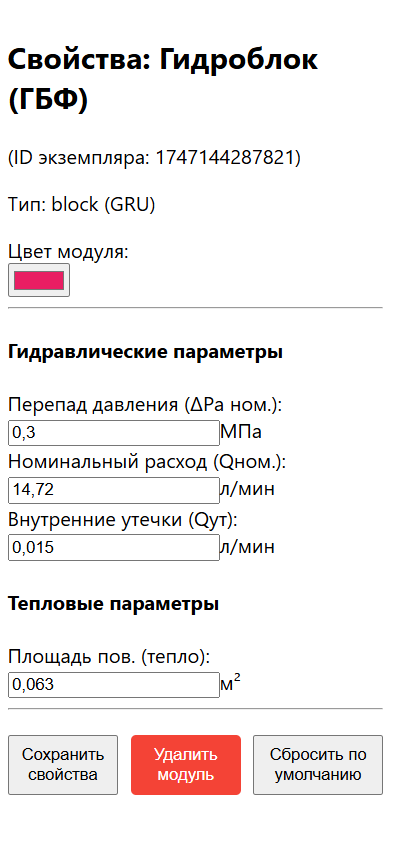 Свойства: Гидроблок
(ГБФ)
(ID экземпляра: 1747144287821)
Тип: block (GRU)
Цвет модуля:
Гидравлические параметры
Перепад давления (ΔPa ном.):
0,3 МПа
Номинальный расход (Qном.):
14,72 л/мин
Внутренние утечки (Qут):
0,015 л/мин
Тепловые параметры
Площадь пов. (тепло):
0,063 м²
Сохранить
свойства
Удалить
модуль
Сбросить по
умолчанию